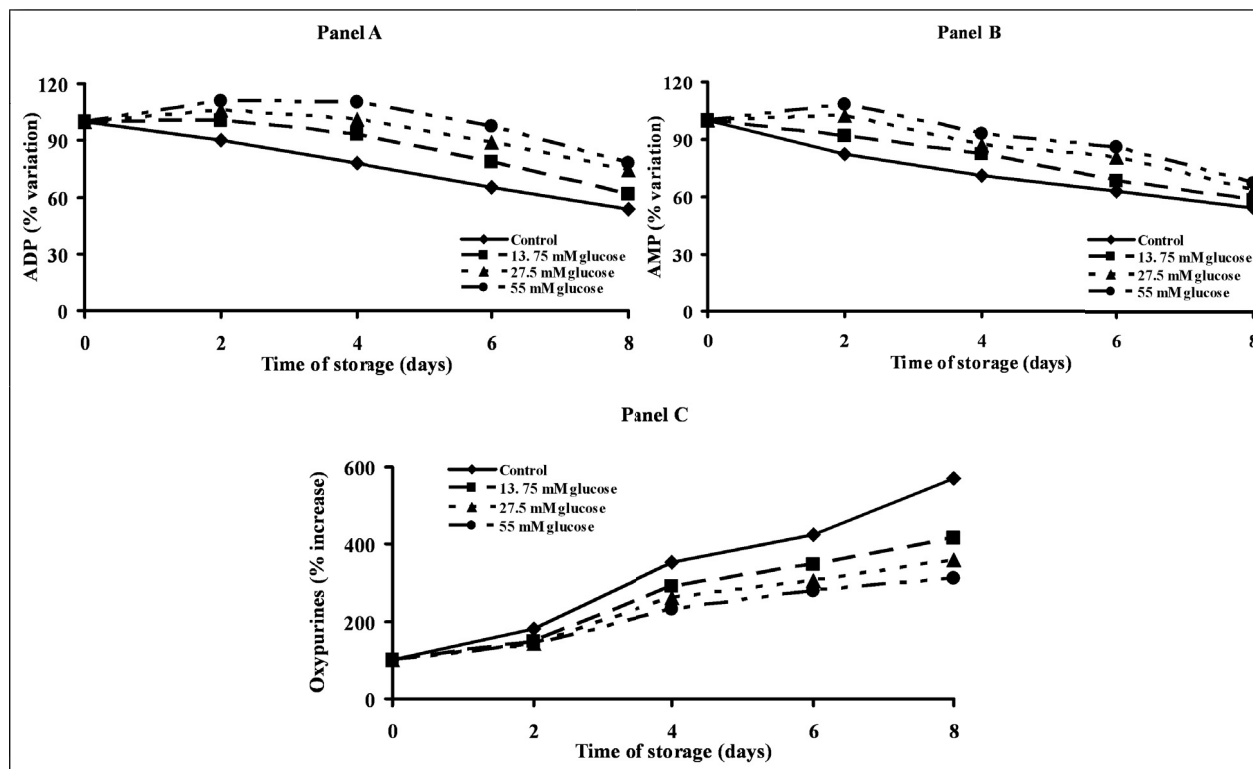 Panel A
ADP (% variation)
120
90
60
30
0
Control
13. 75 mM glucose
27.5 mM glucose
55 mM glucose
0 2 4 6 8
Time of storage (days)
Panel B
AMP (% variation)
120
90
60
30
0
Control
13. 75 mM glucose
27.5 mM glucose
55 mM glucose
0 2 4 6 8
Time of storage (days)
Panel C
Oxypurines (% increase)
600
400
200
0
Control
13. 75 mM glucose
27.5 mM glucose
55 mM glucose
0 2 4 6 8
Time of storage (days)